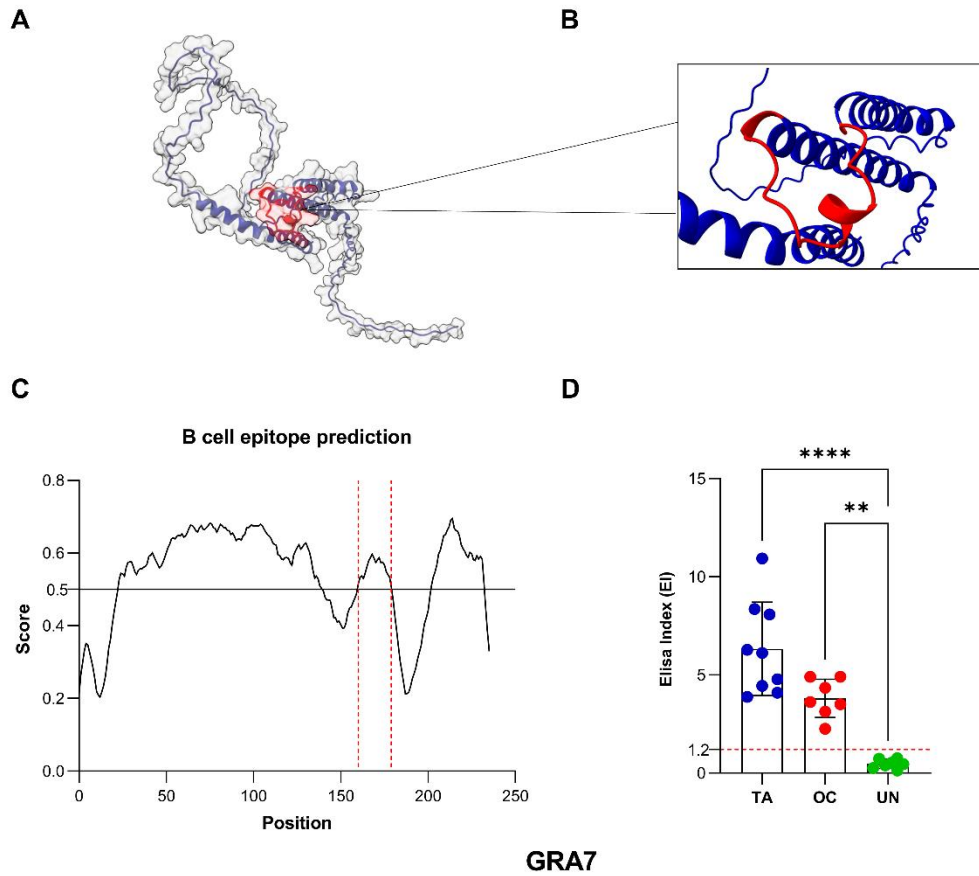 A
B
C
B cell epitope prediction
0.8
0.6
0.5
0.4
0.2
0.0
Score
0 50 100 150 200 250
Position
D
****
**
15
10
5
1.2
0
Elisa Index (EI)
TA OC UN
GRA7